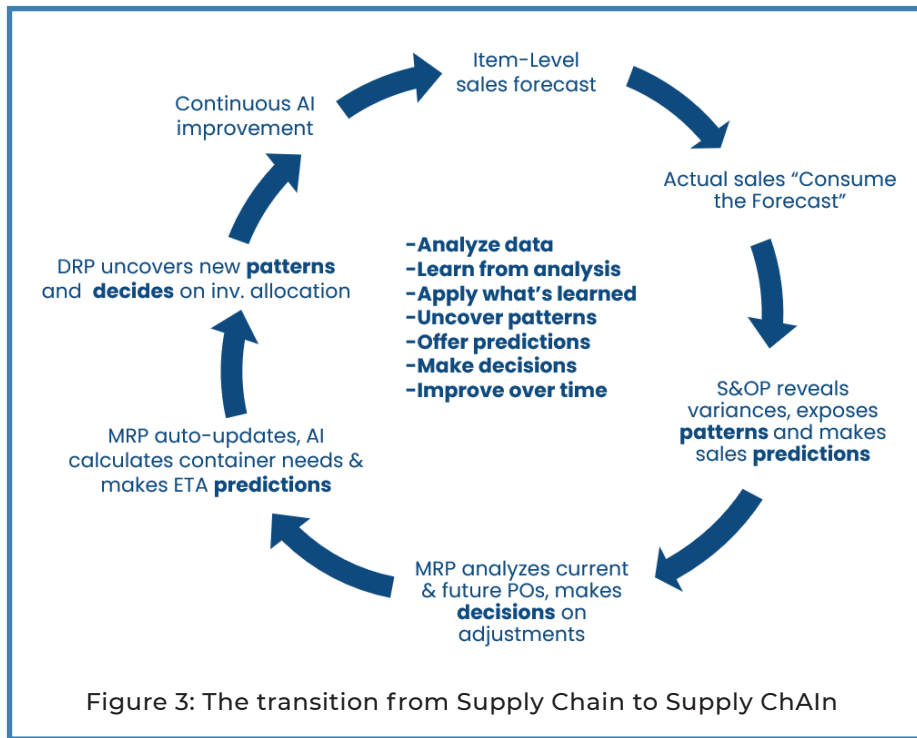 Item-Level
sales forecast
Actual sales “Consume
the Forecast”
S&OP reveals
variances, exposes
patterns and makes
sales predictions
MRP analyzes current
& future POs, makes
decisions on
adjustments
MRP auto-updates, AI
calculates container needs &
makes ETA predictions
DRP uncovers new patterns
and decides on inv. allocation
Continuous AI
improvement
-Analyze data
-Learn from analysis
-Apply what’s learned
-Uncover patterns
-Offer predictions
-Make decisions
-Improve over time
Figure 3: The transition from Supply Chain to Supply ChAIn